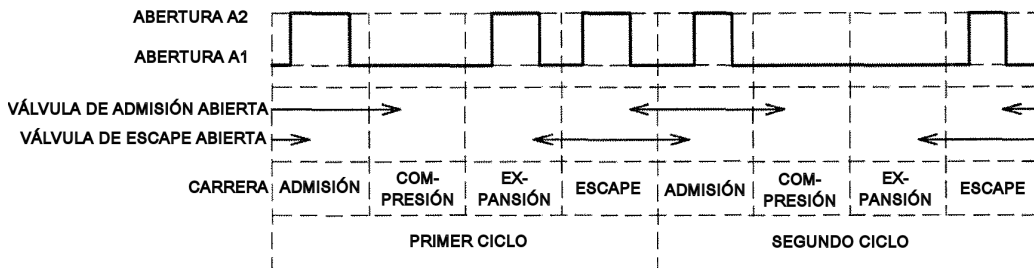 ABERTURA A2
ABERTURA A1
VÁLVULA DE ADMISIÓN ABIERTA
VÁLVULA DE ESCAPE ABIERTA
CARRERA
ADMISIÓN
COM-
PRESIÓN
EX-
PANSIÓN
ESCAPE
ADMISIÓN
COM-
PRESIÓN
EX-
PANSIÓN
ESCAPE
PRIMER CICLO
SEGUNDO CICLO